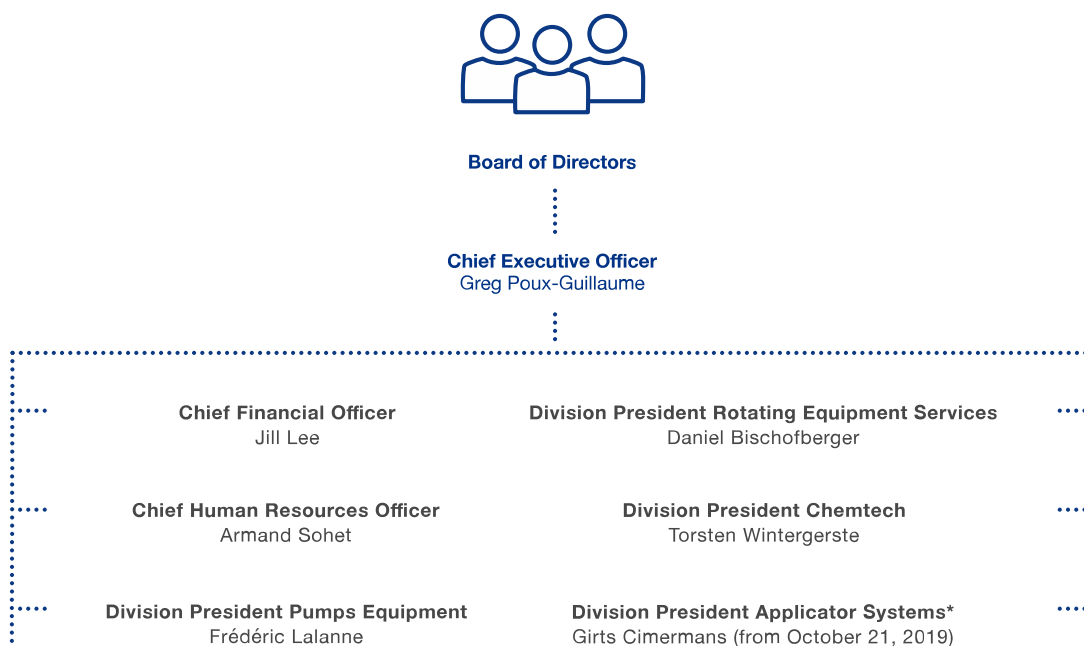 Board of Directors
Chief Executive Officer
Greg Poux-Guillaume
Chief Financial Officer
Jill Lee
Division President Rotating Equipment Services
Daniel Bischofberger
Chief Human Resources Officer
Armand Sohet
Division President Chemtech
Torsten Wintergerste
Division President Pumps Equipment
Frédéric Lalanne
Division President Applicator Systems*
Girts Cimermans (from October 21, 2019)